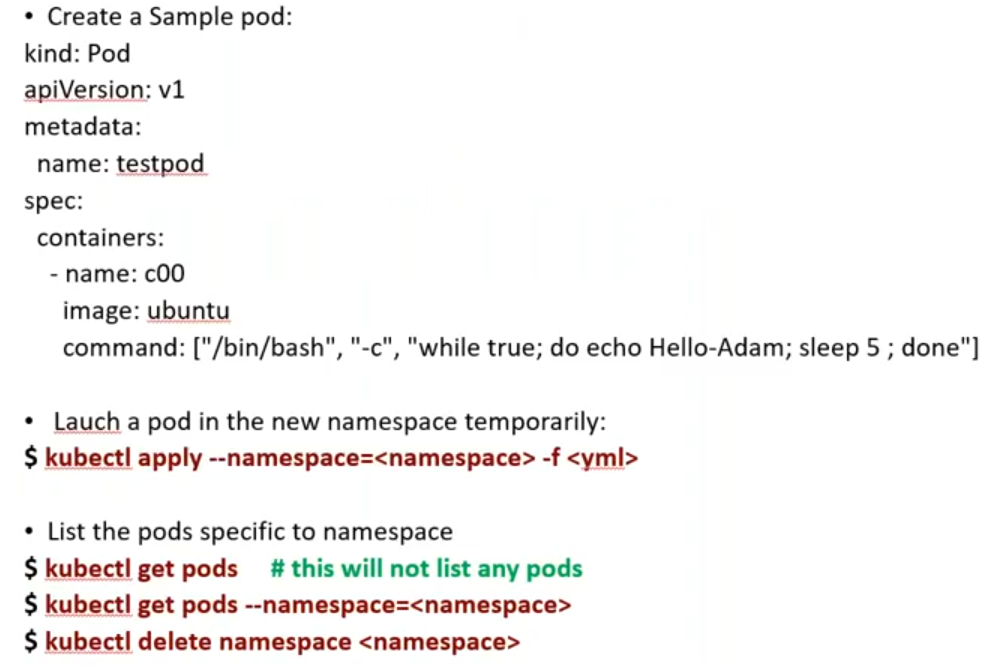 • Create a Sample pod:
kind: Pod
apiVersion: v1
metadata:
  name: testpod
spec:
  containers:
    - name: c00
      image: ubuntu
      command: ["/bin/bash", "-c", "while true; do echo Hello-Adam; sleep 5 ; done"]

• Lauch a pod in the new namespace temporarily:
$ kubectl apply --namespace=<namespace> -f <yml>

• List the pods specific to namespace
$ kubectl get pods    # this will not list any pods
$ kubectl get pods --namespace=<namespace>
$ kubectl delete namespace <namespace>